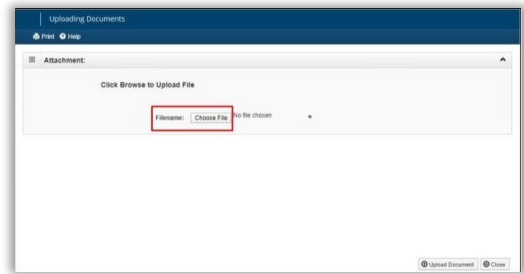 Uploading Documents
Print Help
Attachment:
Click Browse to Upload File
Filename: Choose File No file chosen *
Upload Document Close